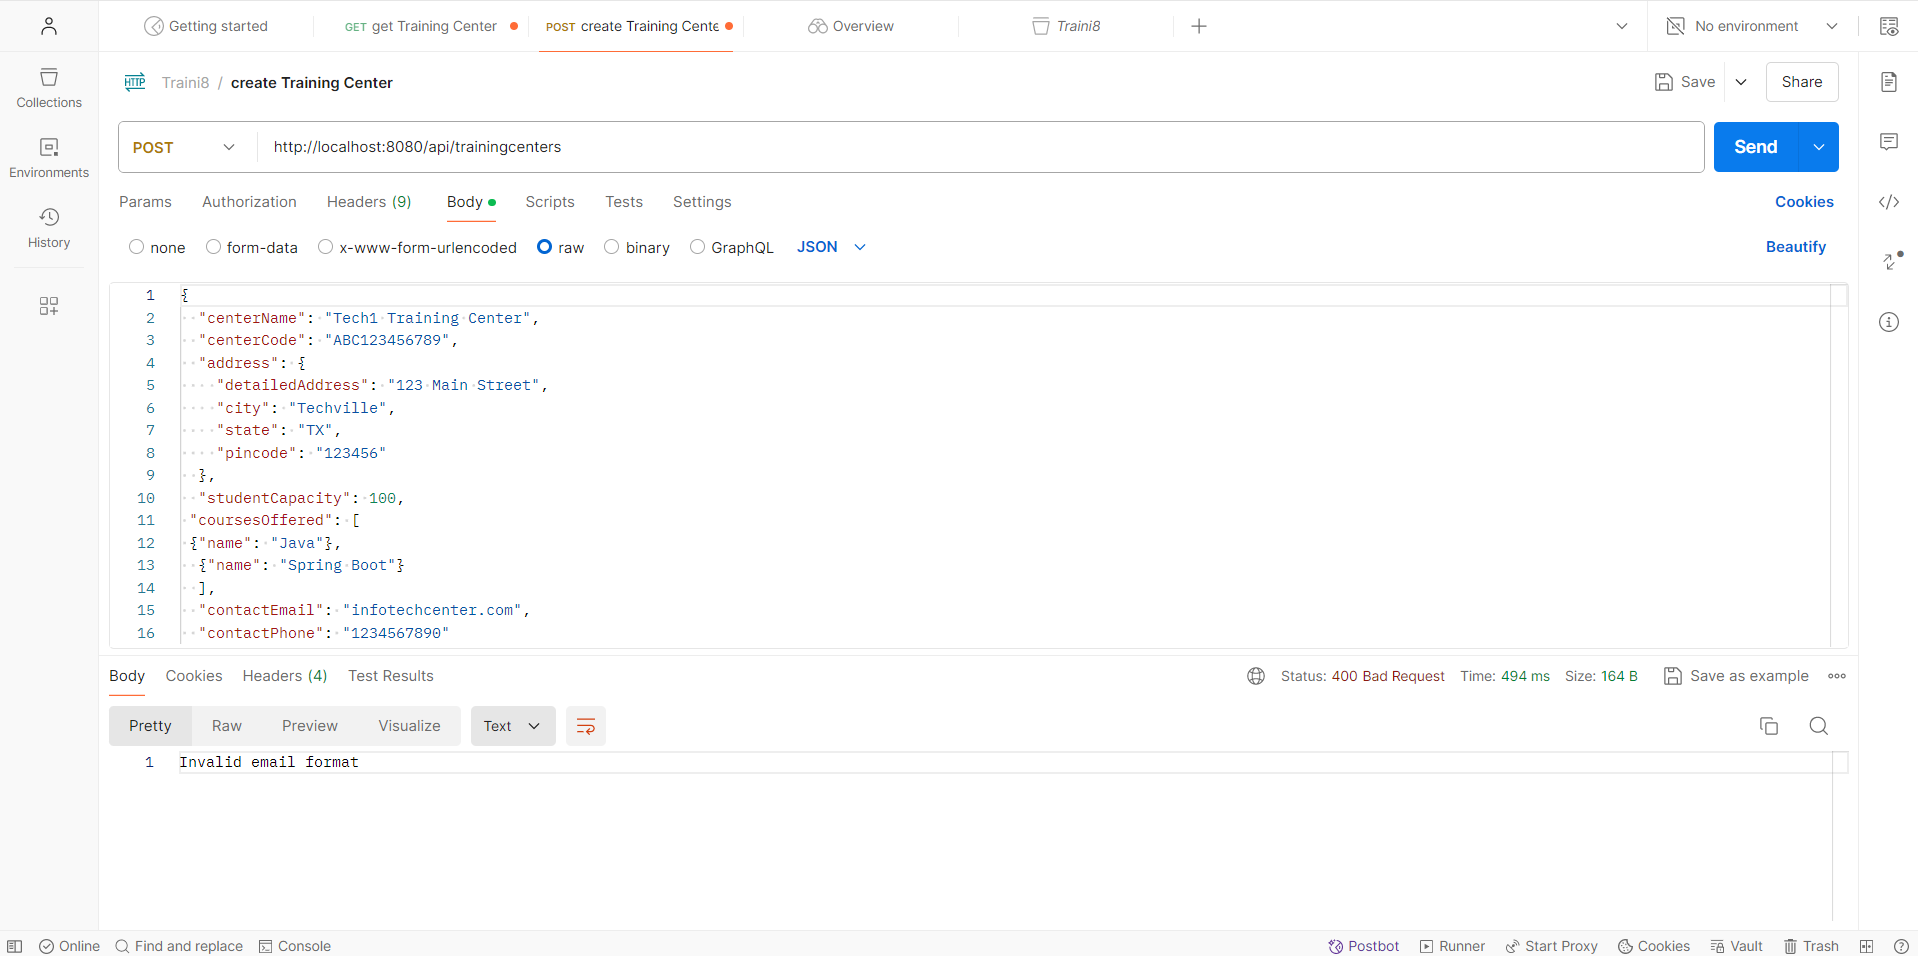 Getting started
GET get Training Center
POST create Training Cente
Overview
Traini8
No environment
Collections
Environments
History
HTTP Traini8 / create Training Center
Save
Share
POST
http://localhost:8080/api/trainingcenters
Send
Params Authorization Headers (9) Body Scripts Tests Settings Cookies
none form-data x-www-form-urlencoded raw binary GraphQL JSON Beautify
1 {
2 "centerName": "Tech1 Training Center",
3 "centerCode": "ABC123456789",
4 "address": {
5 "detailedAddress": "123 Main Street",
6 "city": "Techville",
7 "state": "TX",
8 "pincode": "123456"
9 },
10 "studentCapacity": 100,
11 "coursesOffered": [
12 {"name": "Java"},
13 {"name": "Spring Boot"}
14 ],
15 "contactEmail": "infotechcenter.com",
16 "contactPhone": "1234567890"
Body Cookies Headers (4) Test Results Status: 400 Bad Request Time: 494 ms Size: 164 B Save as example
Pretty Raw Preview Visualize Text
1 Invalid email format
Online Find and replace Console Postbot Runner Start Proxy Cookies Vault Trash